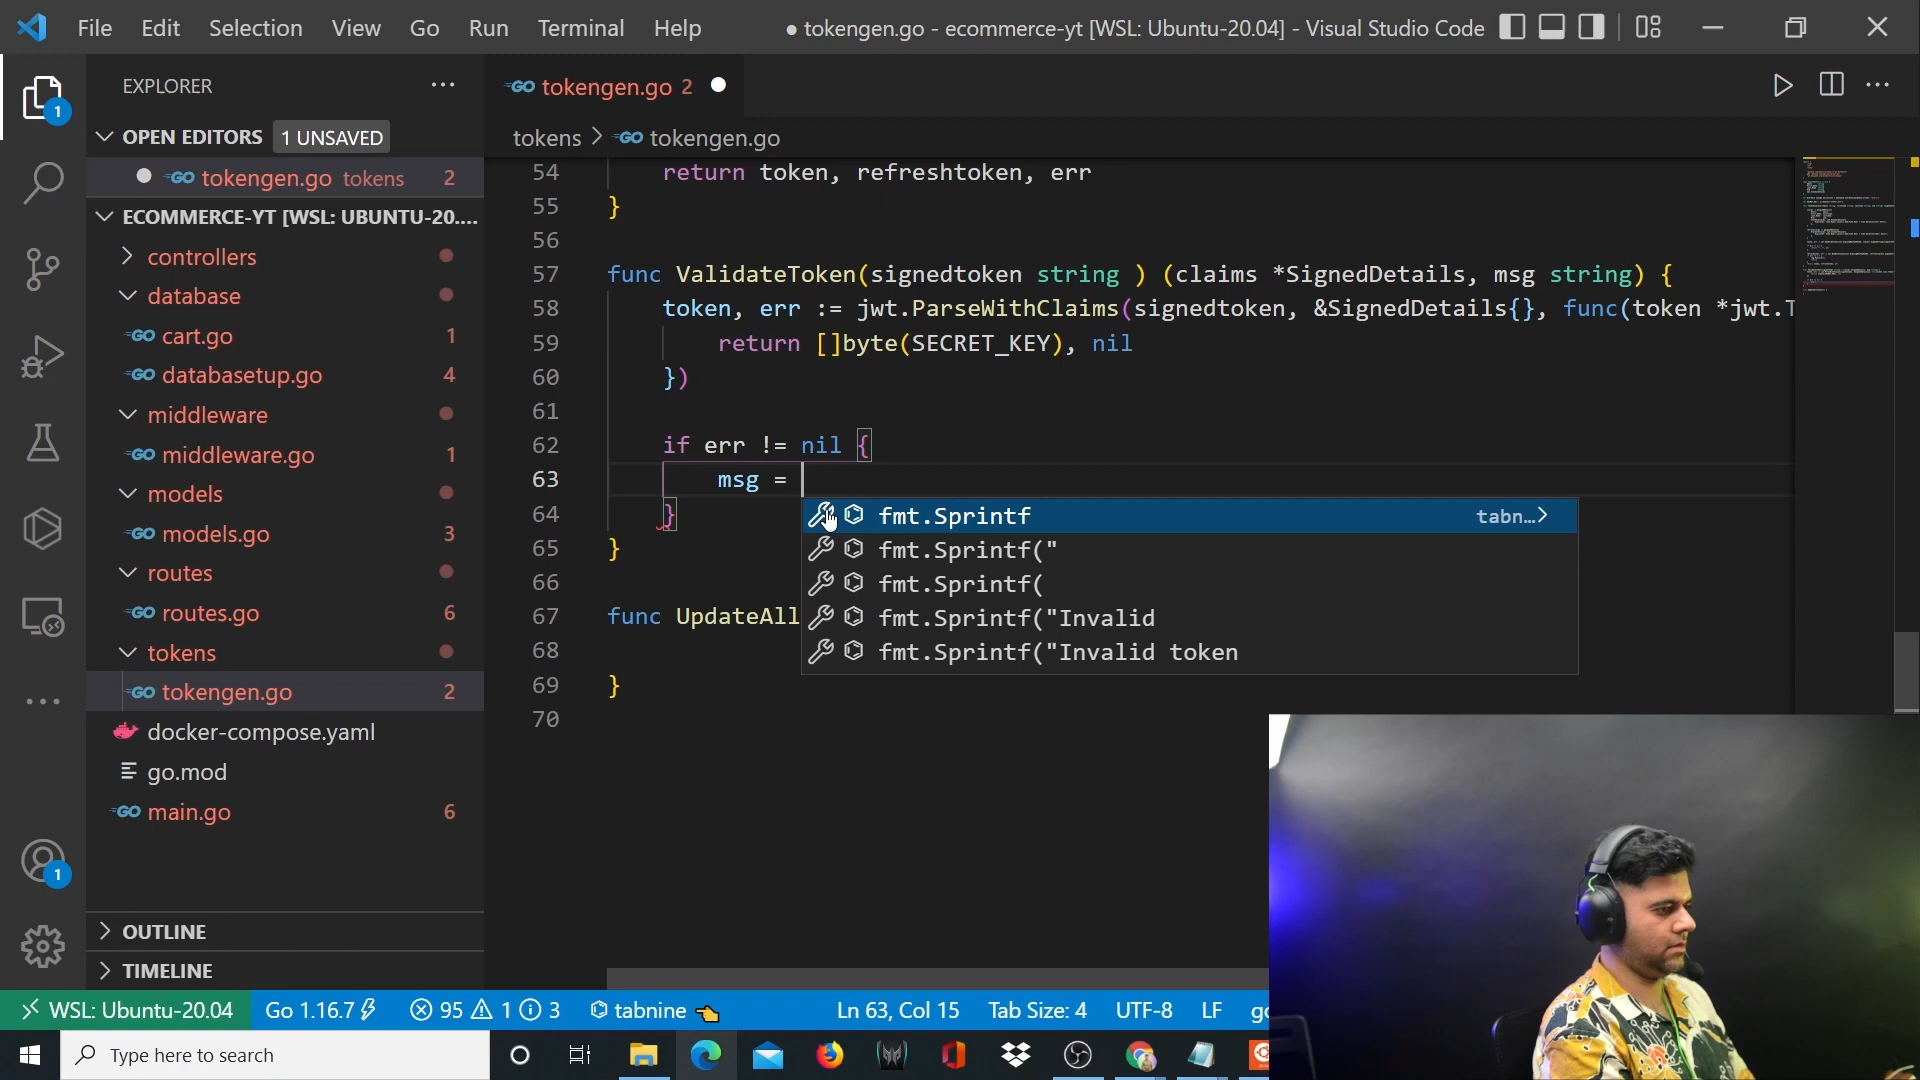 File Edit Selection View Go Run Terminal Help
● tokengen.go - ecommerce-yt [WSL: Ubuntu-20.04] - Visual Studio Code
EXPLORER
OPEN EDITORS 1 UNSAVED
tokengen.go tokens 2
ECOMMERCE-YT [WSL: UBUNTU-20....
controllers
database
cart.go 1
databasetup.go 4
middleware
middleware.go 1
models
models.go 3
routes
routes.go 6
tokens
tokengen.go 2
docker-compose.yaml
go.mod
main.go 6
OUTLINE
TIMELINE
1
1
tokengen.go 2
tokens > tokengen.go
54 return token, refreshtoken, err
55 }
56
57 func ValidateToken(signedtoken string ) (claims *SignedDetails, msg string) {
58 token, err := jwt.ParseWithClaims(signedtoken, &SignedDetails{}, func(token *jwt.T
59 return []byte(SECRET_KEY), nil
60 })
61
62 if err != nil {
63 msg =
64 }
65 }
66
67 func UpdateAll
68
69 }
70
fmt.Sprintf tabn...
fmt.Sprintf("
fmt.Sprintf(
fmt.Sprintf("Invalid
fmt.Sprintf("Invalid token
WSL: Ubuntu-20.04 Go 1.16.7 95 1 3 tabnine Ln 63, Col 15 Tab Size: 4 UTF-8 LF
Type here to search